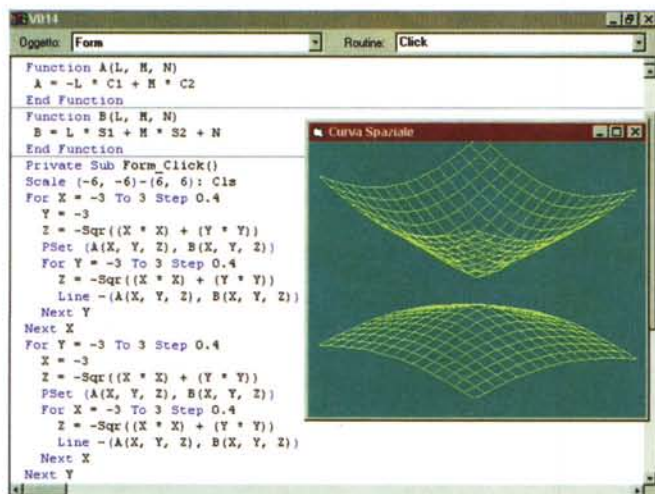 V014
Oggetto: Form Routine: Click
Function A(L, M, N)
A = -L * C1 + M * C2
End Function
Function B(L, M, N)
B = L * S1 + M * S2 + N
End Function
Private Sub Form_Click()
Scale (-6, -6)-(6, 6): Cls
For X = -3 To 3 Step 0.4
Y = -3
Z = -Sqr((X * X) + (Y * Y))
PSet (A(X, Y, Z), B(X, Y, Z))
For Y = -3 To 3 Step 0.4
Z = -Sqr((X * X) + (Y * Y))
Line -(A(X, Y, Z), B(X, Y, Z))
Next Y
Next X
For Y = -3 To 3 Step 0.4
X = -3
Z = -Sqr((X * X) + (Y * Y))
PSet (A(X, Y, Z), B(X, Y, Z))
For X = -3 To 3 Step 0.4
Z = -Sqr((X * X) + (Y * Y))
Line -(A(X, Y, Z), B(X, Y, Z))
Next X
Next Y
Curva Spaziale